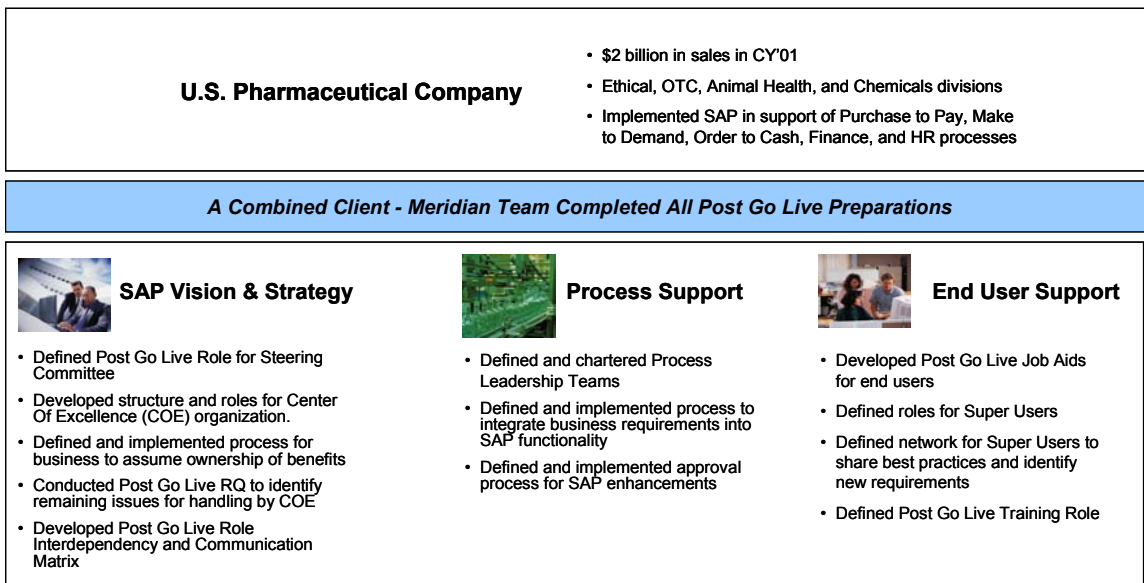 U.S. Pharmaceutical Company
• $2 billion in sales in CY'01
• Ethical, OTC, Animal Health, and Chemicals divisions
• Implemented SAP in support of Purchase to Pay, Make
to Demand, Order to Cash, Finance, and HR processes
A Combined Client - Meridian Team Completed All Post Go Live Preparations
SAP Vision & Strategy
• Defined Post Go Live Role for Steering
Committee
• Developed structure and roles for Center
Of Excellence (COE) organization.
• Defined and implemented process for
business to assume ownership of benefits
• Conducted Post Go Live RQ to identify
remaining issues for handling by COE
• Developed Post Go Live Role
Interdependency and Communication
Matrix
Process Support
• Defined and chartered Process
Leadership Teams
• Defined and implemented process to
integrate business requirements into
SAP functionality
• Defined and implemented approval
process for SAP enhancements
End User Support
• Developed Post Go Live Job Aids
for end users
• Defined roles for Super Users
• Defined network for Super Users to
share best practices and identify
new requirements
• Defined Post Go Live Training Role